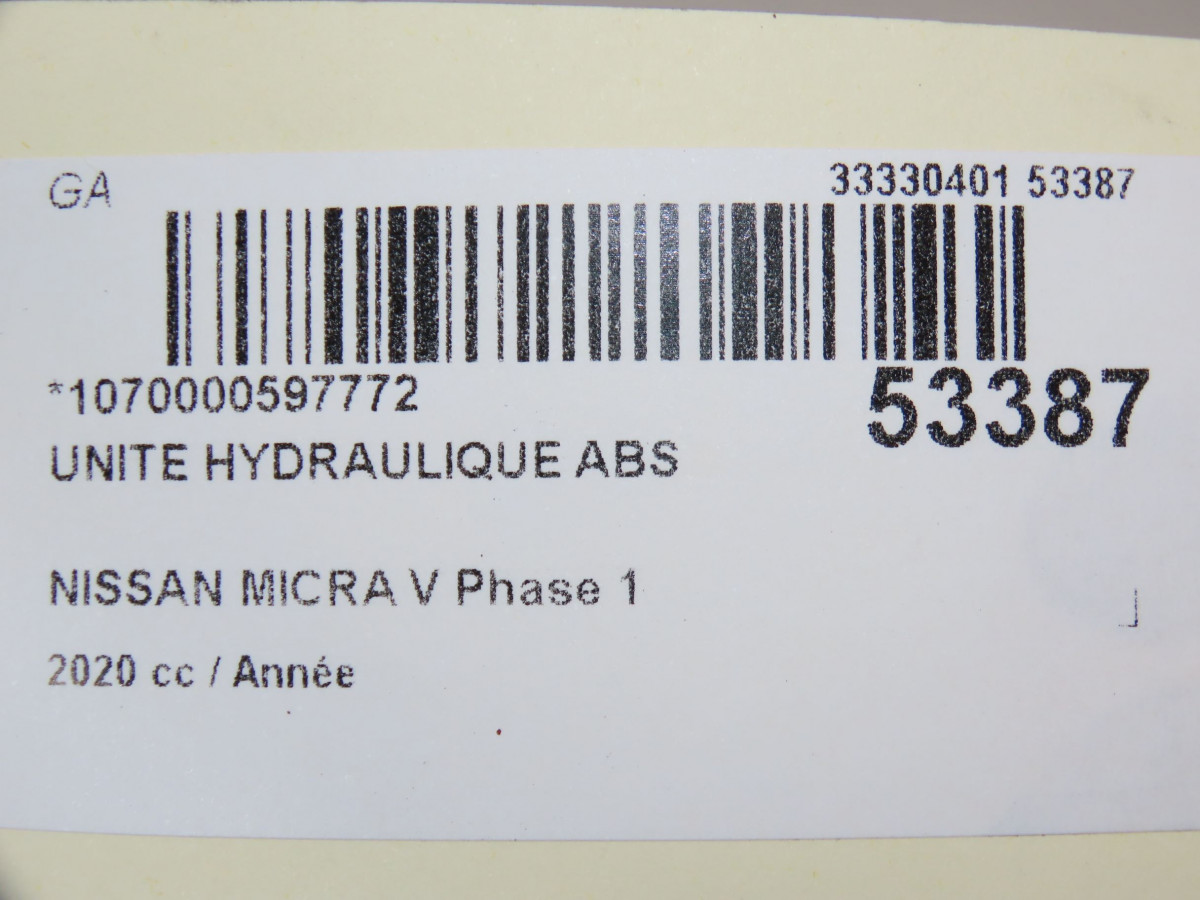 GA
33330401 53387
*1070000597772
53387
UNITE HYDRAULIQUE ABS
NISSAN MICRA V Phase 1
2020 cc / Année